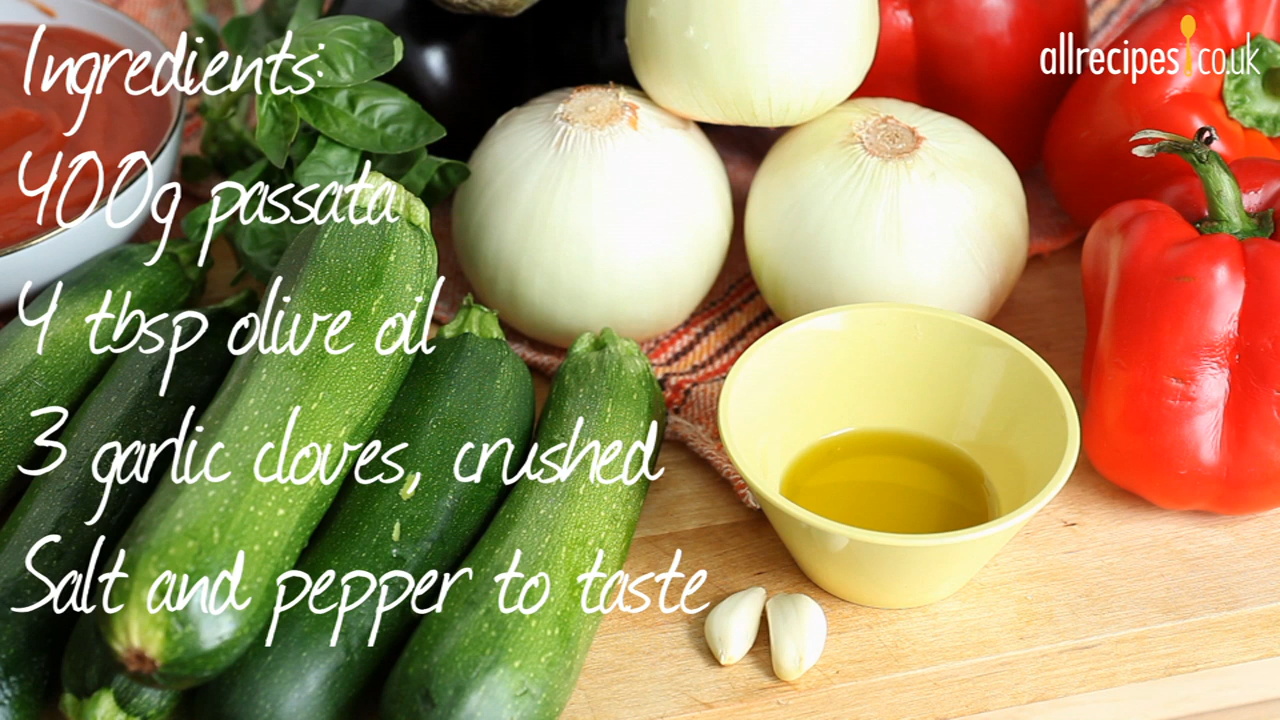 Ingredients:
400g passata
4 tbsp olive oil
3 garlic cloves, crushed
Salt and pepper to taste
allrecipes.co.uk